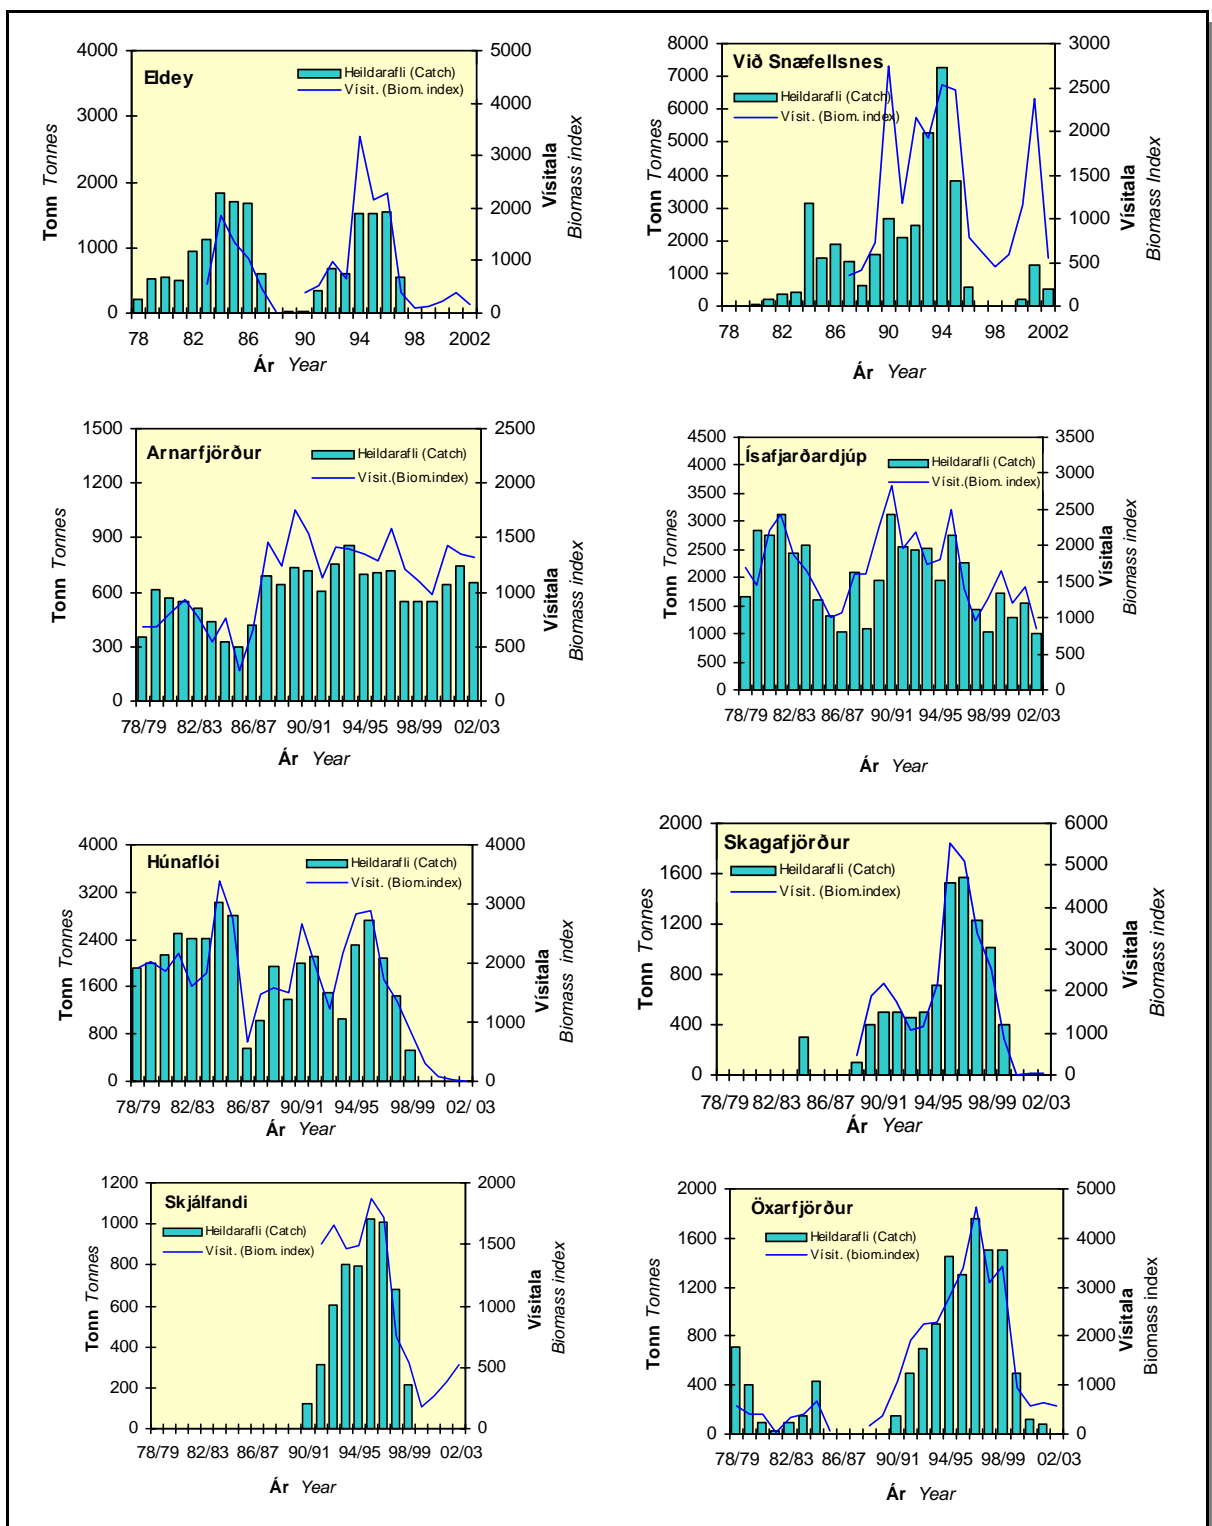 Eldey
Heildarafli (Catch)
Vísit. (Biom. index)
4000
3000
2000
1000
0
5000
4000
3000
2000
1000
0
Tonn Tonnes
Vísitala
Biomass index
78 82 86 90 94 2002
Ár Year
Við Snæfellsnes
Heildarafli (Catch)
Vísit. (Biom. index)
8000
7000
6000
5000
4000
3000
2000
1000
0
3000
2500
2000
1500
1000
500
0
Tonn Tonnes
Vísitala
Biomass Index
78 82 86 90 94 98 2002
Ár Year
Arnarfjörður
Heildarafli (Catch)
Vísit.(Biom.index)
1500
1200
900
600
300
0
2500
2000
1500
1000
500
0
Tonn Tonnes
Vísitala
Biomass index
78/79 82/83 86/87 90/91 94/95 98/99 02/03
Ár Year
Ísafjarðardjúp
Heildarafli (Catch)
Vísit.(Biom. index)
4500
4000
3500
3000
2500
2000
1500
1000
500
0
3500
3000
2500
2000
1500
1000
500
0
Tonn Tonnes
Vísitala
Biomass index
78/79 82/83 86/87 90/91 94/95 98/99 02/03
Ár Year
Húnaflói
Heildarafli (Catch)
Vísit. (Biom.index)
4000
3200
2400
1600
800
0
4000
3000
2000
1000
0
Tonn Tonnes
Vísitala
Biomass index
78/79 82/83 86/87 90/91 94/95 98/99 02/ 03
Ár Year
Skagafjörður
Heildarafli (Catch)
Vísit. (Biom.index)
2000
1600
1200
800
400
0
6000
5000
4000
3000
2000
1000
0
Tonn Tonnes
Vísitala
Biomass index
78/79 82/83 86/87 90/91 94/95 98/99 02/03
Ár Year
Skjálfandi
Heildarafli (Catch)
Vísit. (Biom. index)
1200
1000
800
600
400
200
0
2000
1500
1000
500
0
Tonn Tonnes
Vísitala
Biomass index
78/79 82/83 86/87 90/91 94/95 98/99 02/03
Ár Year
Öxarfjörður
Heildarafli (Catch)
Vísit. (biom.index)
2000
1600
1200
800
400
0
5000
4000
3000
2000
1000
0
Tonn Tonnes
Vísitala
Biomass index
78/79 82/83 86/87 90/91 94/95 98/99 02/03
Ár Year